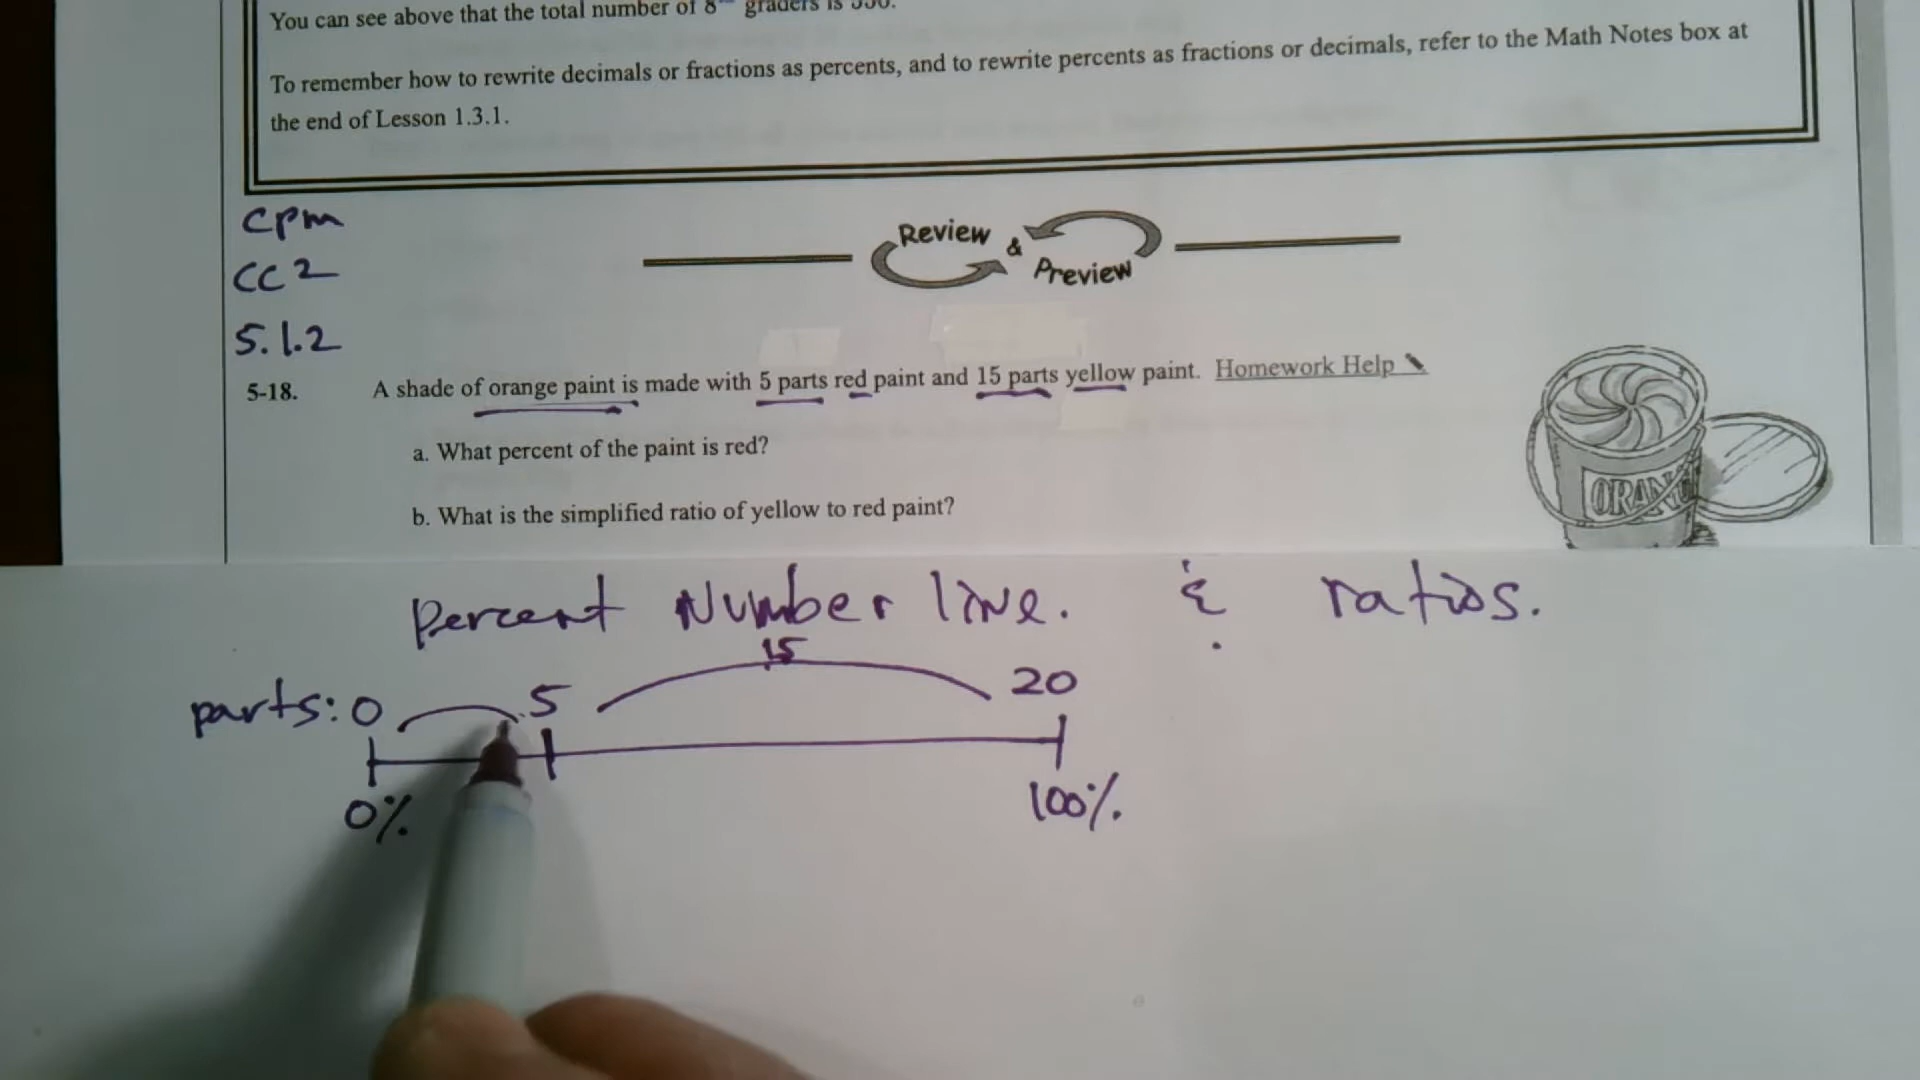 You can see above that the total number of 8th graders is 550.
To remember how to rewrite decimals or fractions as percents, and to rewrite percents as fractions or decimals, refer to the Math Notes box at
the end of Lesson 1.3.1.
Review & Preview
CPM
CC2
5.1.2
5-18. A shade of orange paint is made with 5 parts red paint and 15 parts yellow paint. Homework Help
a. What percent of the paint is red?
b. What is the simplified ratio of yellow to red paint?
ORANG
Percent Number line. & ratios.
15
parts: 0 5 20
0% 100%